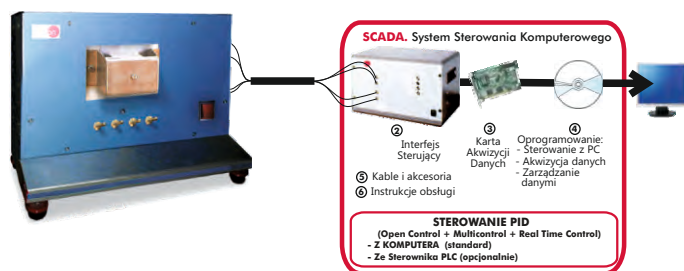 SCADA. System Sterowania Komputerowego
②
Interfejs
Sterujący
③
Karta
Akwizycji
Danych
④
Oprogramowanie:
- Sterowanie z PC
- Akwizycja danych
- Zarządzanie
danymi
⑤ Kable i akcesoria
⑥ Instrukcje obsługi
STEROWANIE PID
(Open Control + Multicontrol + Real Time Control)
- Z KOMPUTERA (standard)
- Ze Sterownika PLC (opcjonalnie)